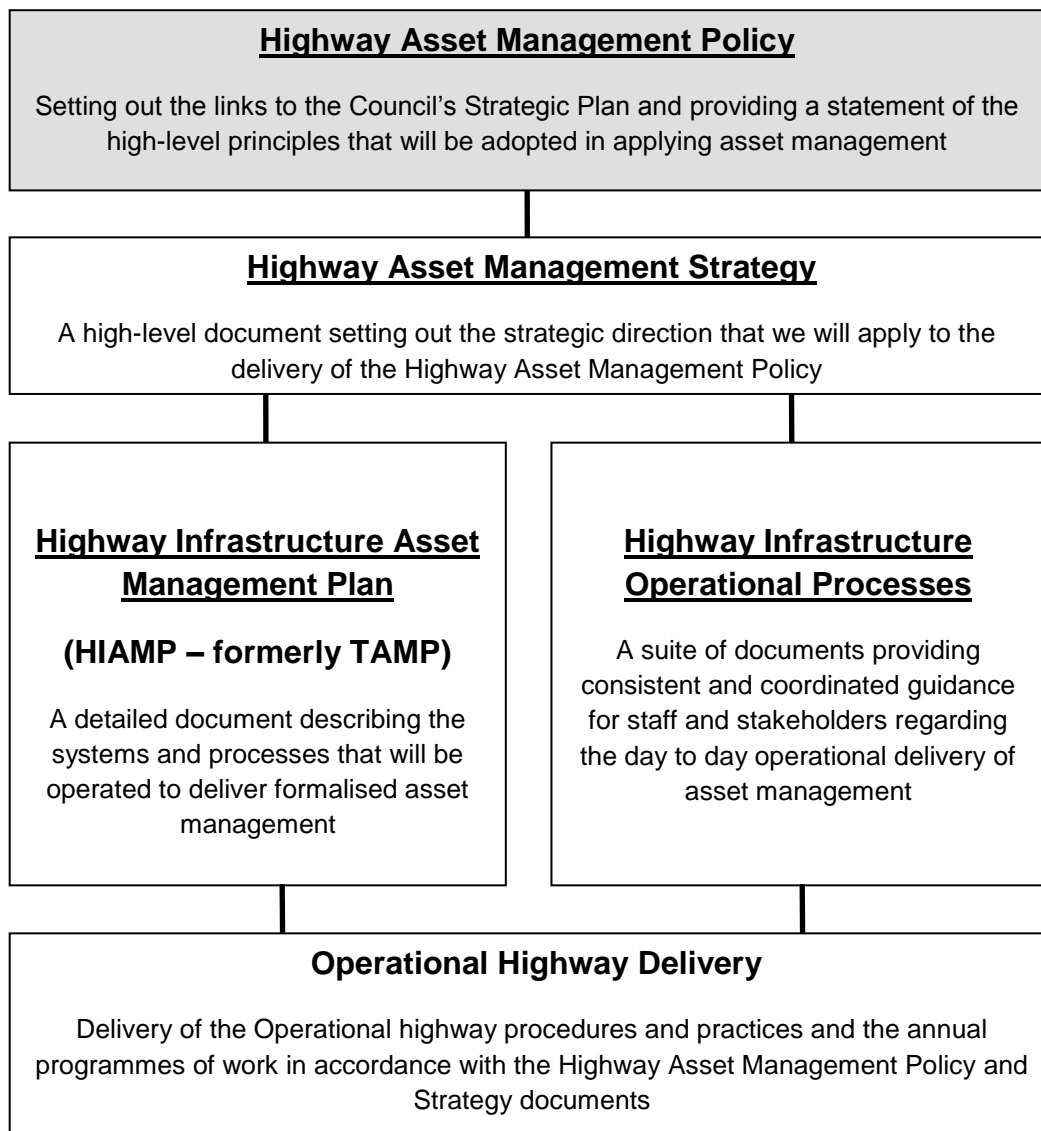 Highway Asset Management Policy
Setting out the links to the Council’s Strategic Plan and providing a statement of the
high-level principles that will be adopted in applying asset management
Highway Asset Management Strategy
A high-level document setting out the strategic direction that we will apply to the
delivery of the Highway Asset Management Policy
Highway Infrastructure Asset
Management Plan
(HIAMP – formerly TAMP)
A detailed document describing the
systems and processes that will be
operated to deliver formalised asset
management
Highway Infrastructure
Operational Processes
A suite of documents providing
consistent and coordinated guidance
for staff and stakeholders regarding
the day to day operational delivery of
asset management
Operational Highway Delivery
Delivery of the Operational highway procedures and practices and the annual
programmes of work in accordance with the Highway Asset Management Policy and
Strategy documents